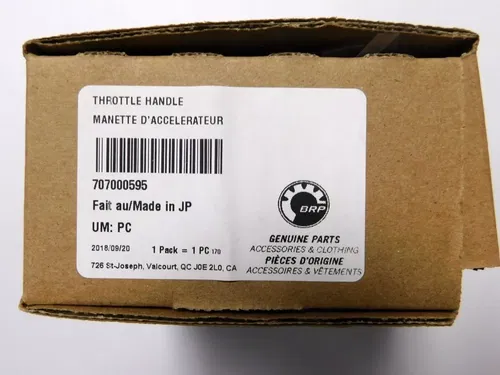 THROTTLE HANDLE
MANETTE D'ACCELERATEUR
707000595
Fait au/Made in JP
UM: PC
2018/09/20 1 Pack = 1 PC 170
726 St-Joseph, Valcourt, QC J0E 2L0, CA
BRP
GENUINE PARTS
ACCESSORIES & CLOTHING
PIÈCES D'ORIGINE
ACCESSOIRES & VÊTEMENTS